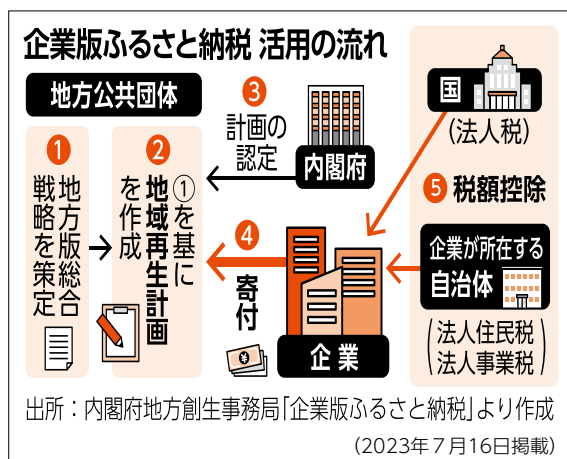 企業版ふるさと納税 活用の流れ
地方公共団体
❶
地方版総合
戦略を策定
❷
①を基に
地域再生計画
を作成
❸
計画の
認定
内閣府
❹
寄付
¥
企業
国
(法人税)
❺税額控除
企業が所在する
自治体
(法人住民税
法人事業税)
出所：内閣府地方創生事務局「企業版ふるさと納税」より作成
(2023年７月16日掲載)